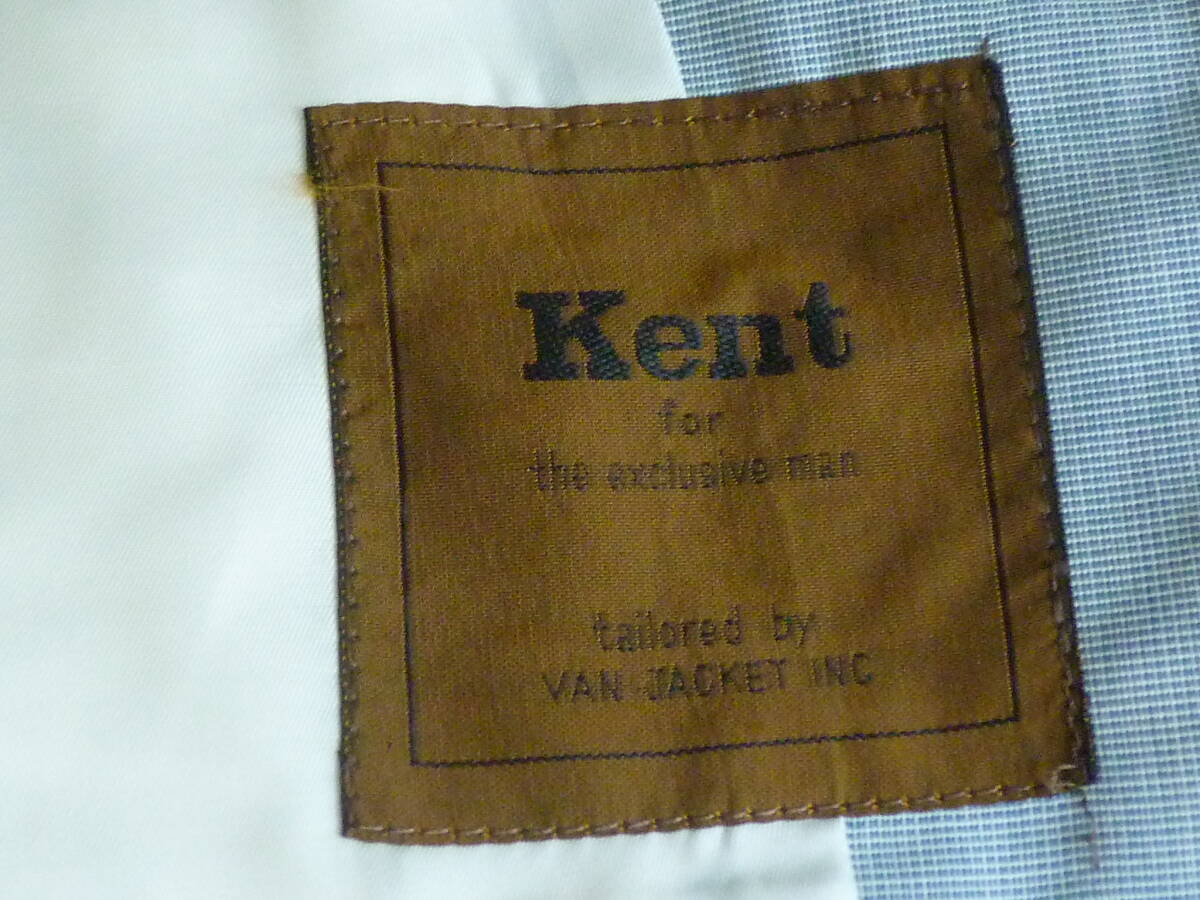 Kent
for
the exclusive man
tailored by
VAN JACKET INC